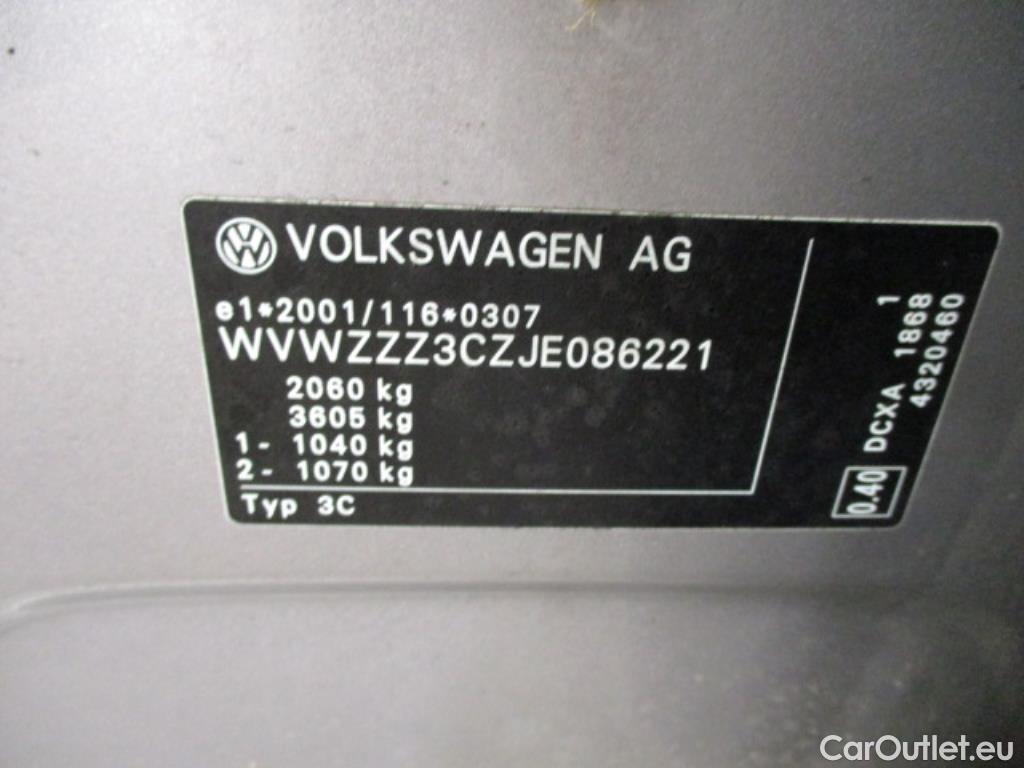 VOLKSWAGEN AG
e1*2001/116*0307
WVWZZZ3CZJE086221
2060 kg
3605 kg
1- 1040 kg
2- 1070 kg
Typ 3C
0.40 DCXA 1868 1
4320460
CarOutlet.eu